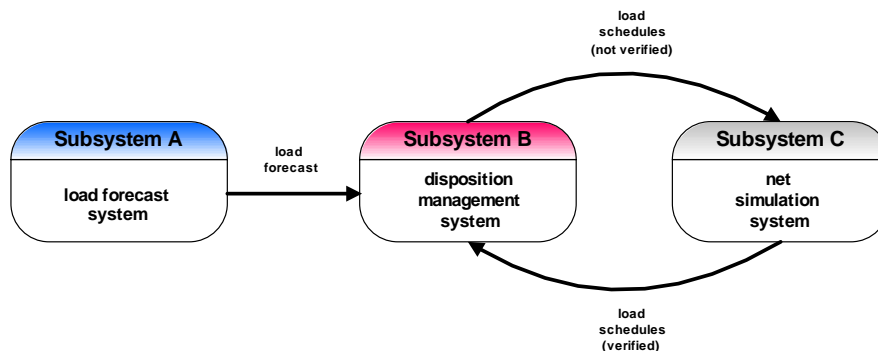 load
schedules
(not verified)
Subsystem A
Subsystem B
Subsystem C
load
forecast
load forecast
system
disposition
management
system
net
simulation
system
load
schedules
(verified)